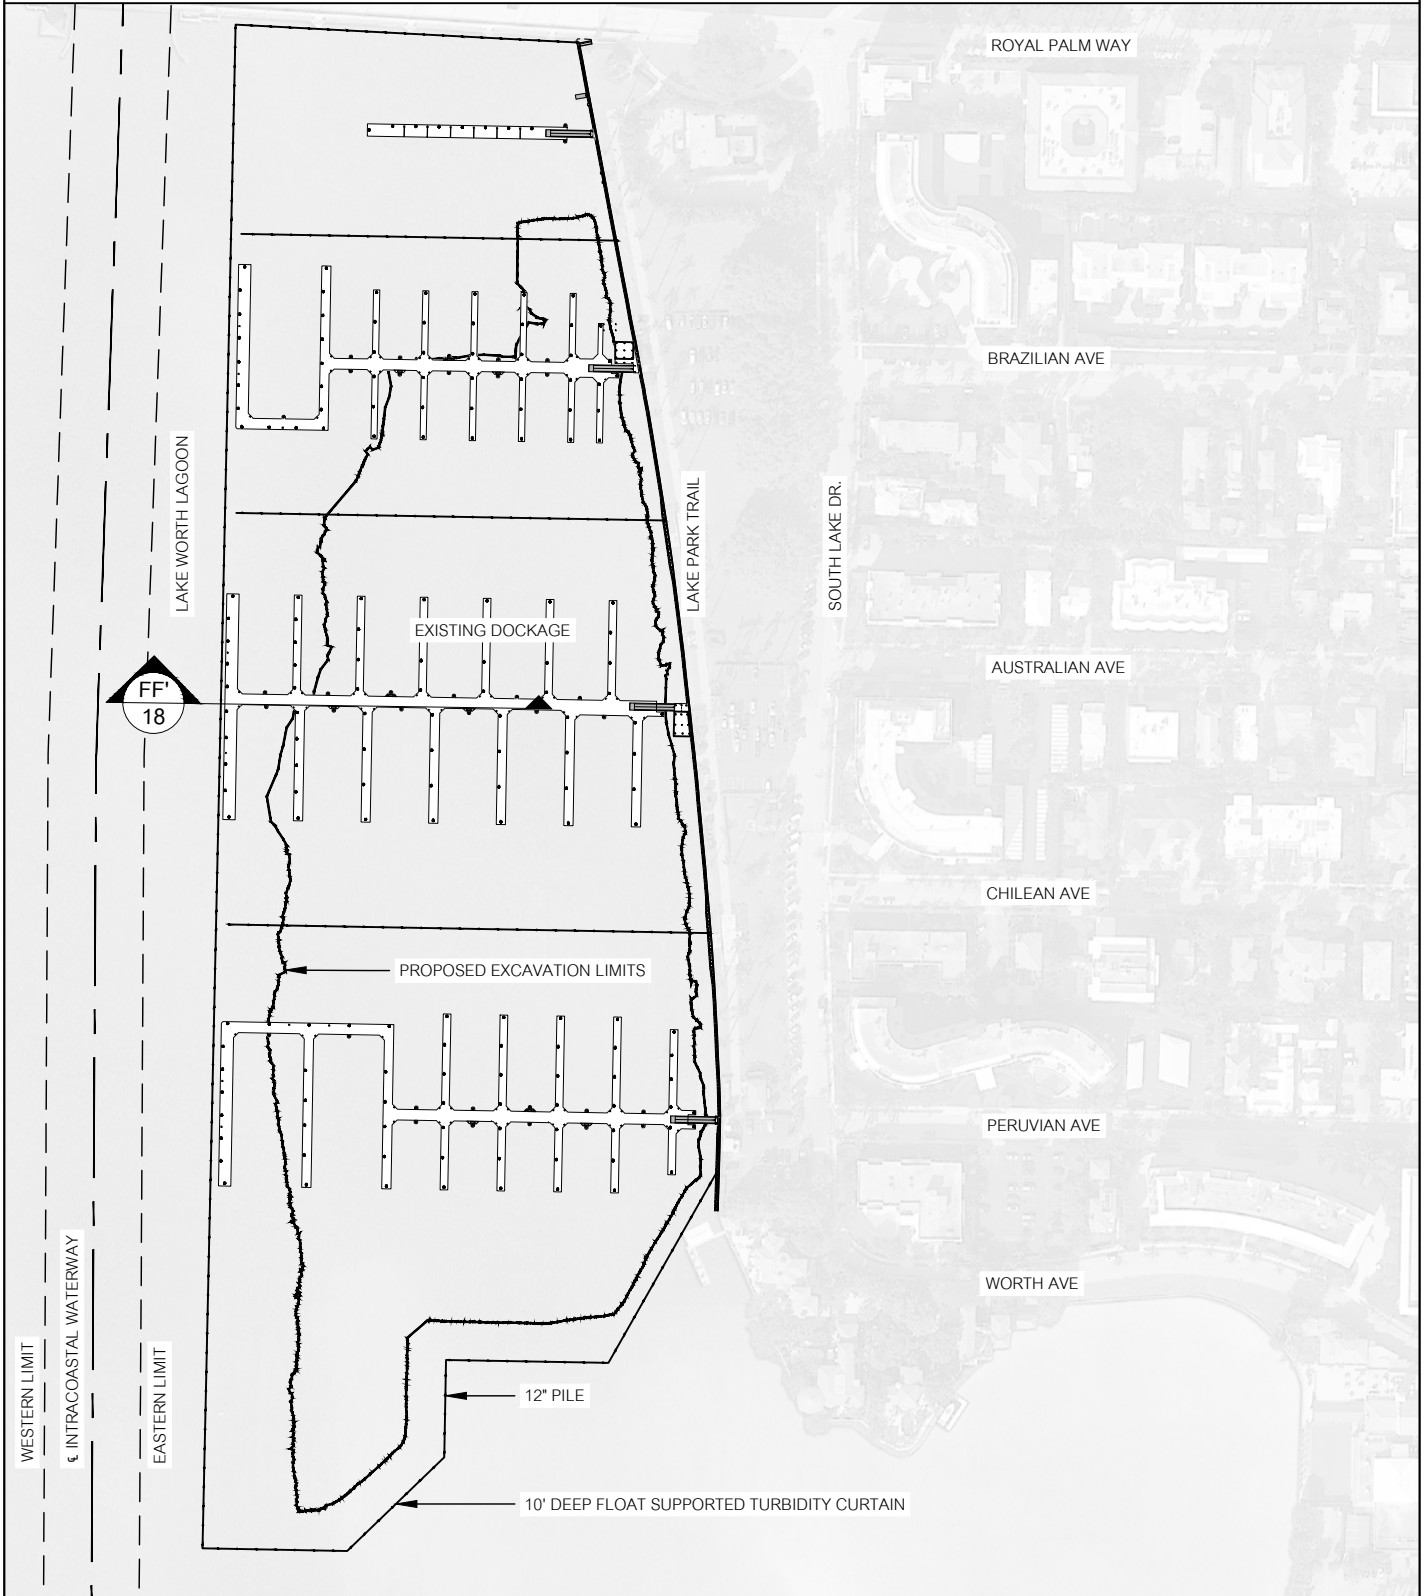 ROYAL PALM WAY
BRAZILIAN AVE
LAKE WORTH LAGOON
LAKE PARK TRAIL
SOUTH LAKE DR.
EXISTING DOCKAGE
AUSTRALIAN AVE
FF'
18
CHILEAN AVE
PROPOSED EXCAVATION LIMITS
PERUVIAN AVE
WORTH AVE
WESTERN LIMIT
℄ INTRACOASTAL WATERWAY
EASTERN LIMIT
12" PILE
10' DEEP FLOAT SUPPORTED TURBIDITY CURTAIN